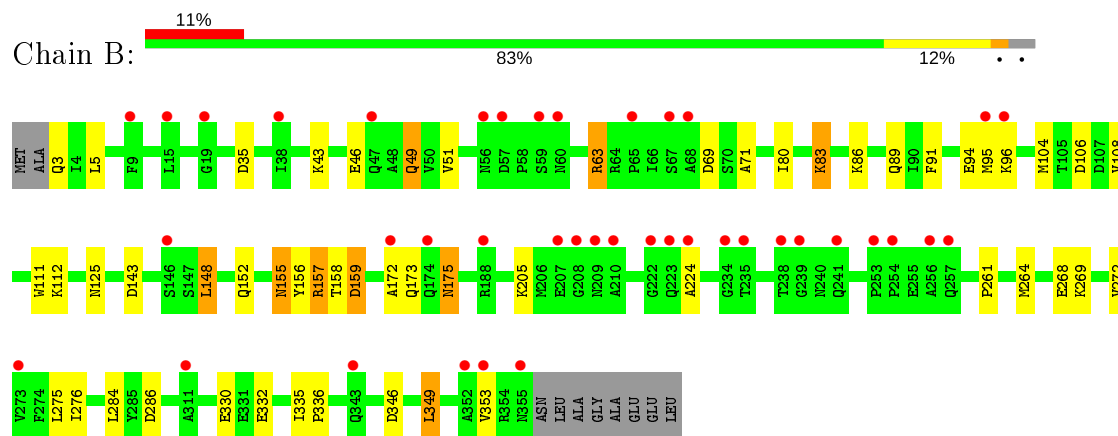 11%
Chain B:
83% 12% • •
MET ALA Q3 I4 L5 F9 L15 G19 D35 I38 K43 E46 Q47 A48 Q49 V50 V51 N56 D57 P58 S59 N60 R63 R64 P65 I66 S67 A68 D69 S70 A71 I80 K83 K86 Q89 I90 F91 E94 M95 K96 M104 T105 D106 D107 V108
W111 K112 N125 D143 S146 S147 L148 Q152 N155 Y156 R157 T158 D159 A172 Q173 Q174 N175 R188 K205 M206 E207 G208 N209 A210 G222 Q223 A224 G234 T235 T238 G239 N240 Q241 P253 P254 E255 A256 Q257 P261 M264 E268 K269 V272
V273 F274 L275 I276 L284 Y285 D286 A311 E330 E331 E332 I335 P336 Q343 D346 L349 A352 V353 R354 N355 ASN LEU ALA GLY ALA GLU GLU LEU